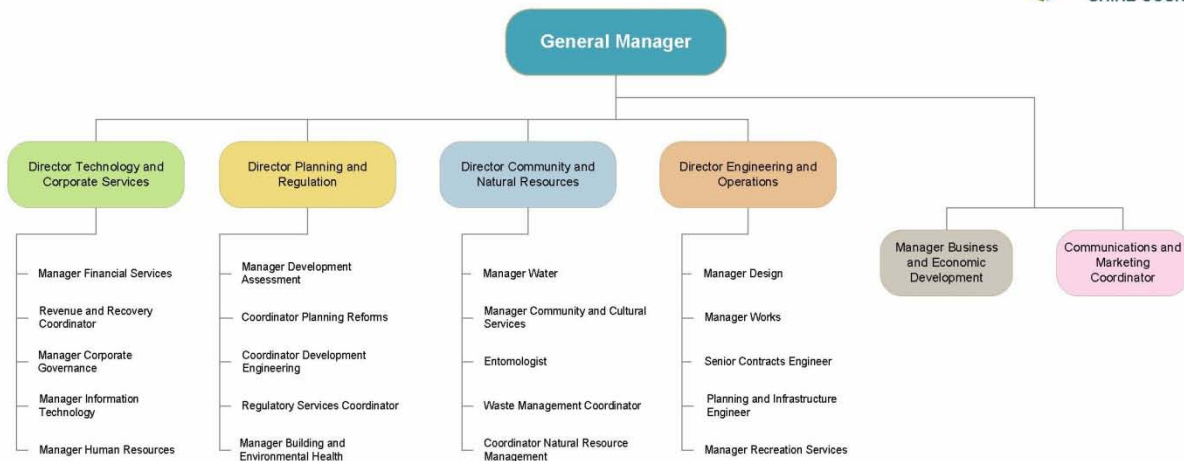 General Manager
Director Technology and
Corporate Services
Director Planning and
Regulation
Director Community and
Natural Resources
Director Engineering and
Operations
Manager Business
and Economic
Development
Communications and
Marketing
Coordinator
Manager Financial Services
Revenue and Recovery
Coordinator
Manager Corporate
Governance
Manager Information
Technology
Manager Human Resources
Manager Development
Assessment
Coordinator Planning Reforms
Coordinator Development
Engineering
Regulatory Services Coordinator
Manager Building and
Environmental Health
Manager Water
Manager Community and Cultural
Services
Entomologist
Waste Management Coordinator
Coordinator Natural Resource
Management
Manager Design
Manager Works
Senior Contracts Engineer
Planning and Infrastructure
Engineer
Manager Recreation Services